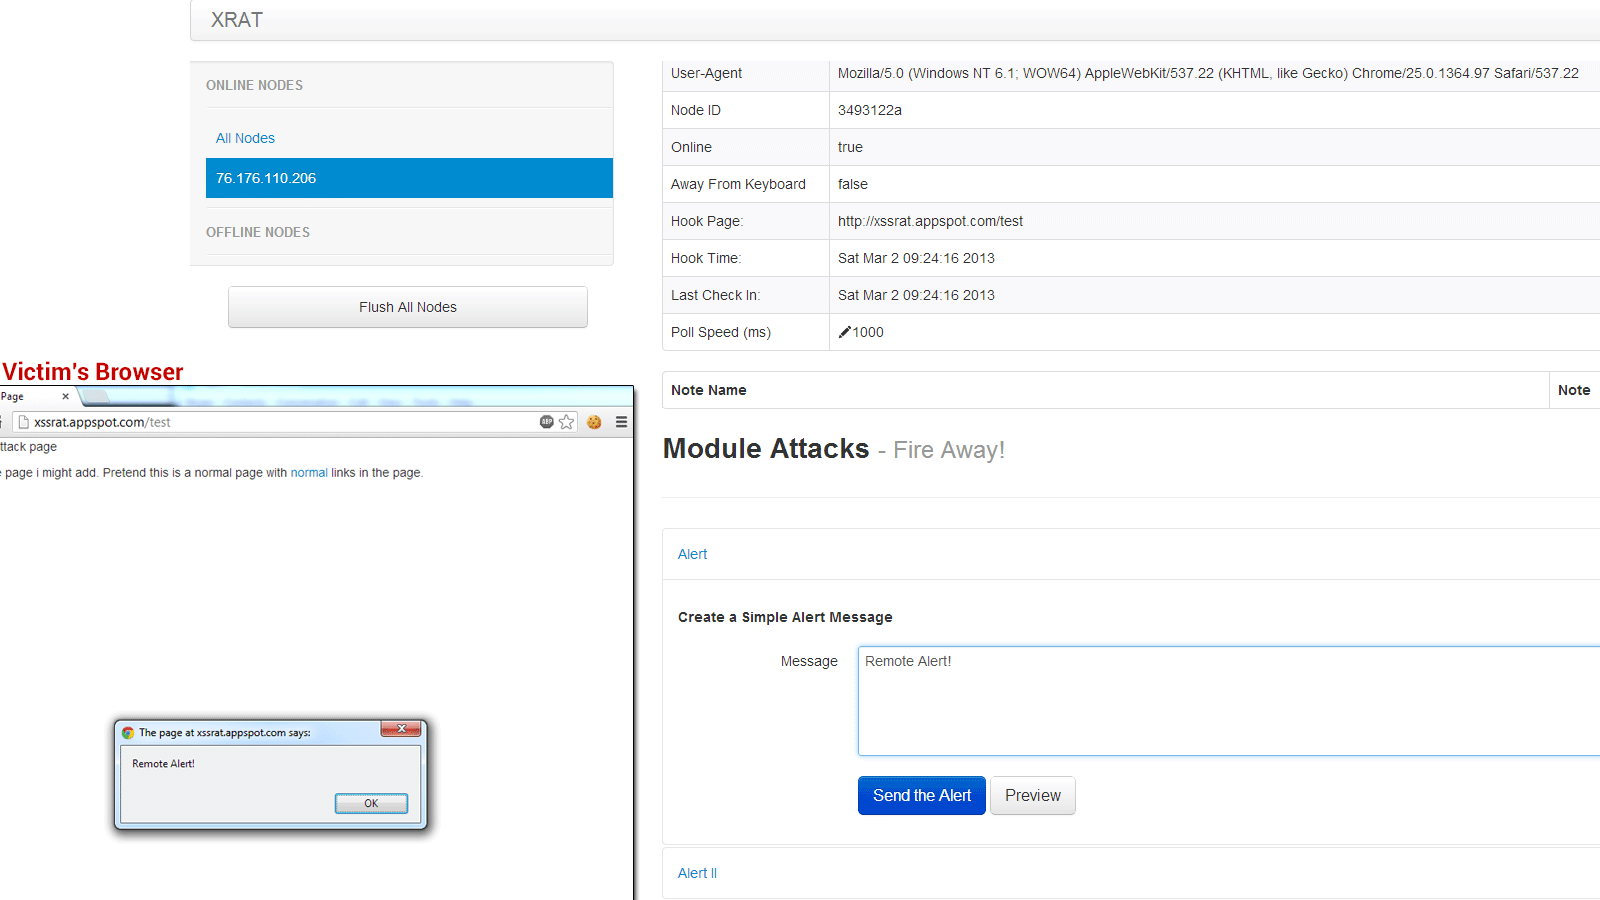 XRAT
ONLINE NODES
All Nodes
76.176.110.206
OFFLINE NODES
Flush All Nodes
User-Agent Mozilla/5.0 (Windows NT 6.1; WOW64) AppleWebKit/537.22 (KHTML, like Gecko) Chrome/25.0.1364.97 Safari/537.22
Node ID 3493122a
Online true
Away From Keyboard false
Hook Page: http://xssrat.appspot.com/test
Hook Time: Sat Mar 2 09:24:16 2013
Last Check In: Sat Mar 2 09:24:16 2013
Poll Speed (ms) 1000
Note Name Note
Module Attacks - Fire Away!
Alert
Create a Simple Alert Message
Message Remote Alert!
Send the Alert Preview
Alert II
Victim's Browser
Page
xssrat.appspot.com/test ABP
ttack page
e page i might add. Pretend this is a normal page with normal links in the page.
The page at xssrat.appspot.com says:
Remote Alert!
OK